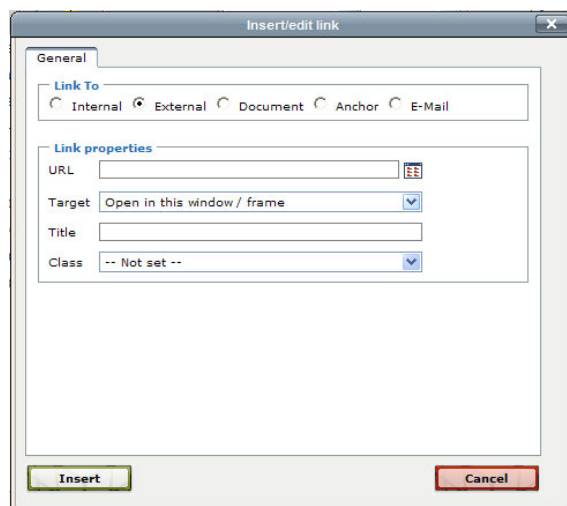 Insert/edit link
General
Link To
Internal External Document Anchor E-Mail
Link properties
URL
Target Open in this window / frame
Title
Class -- Not set --
Insert Cancel